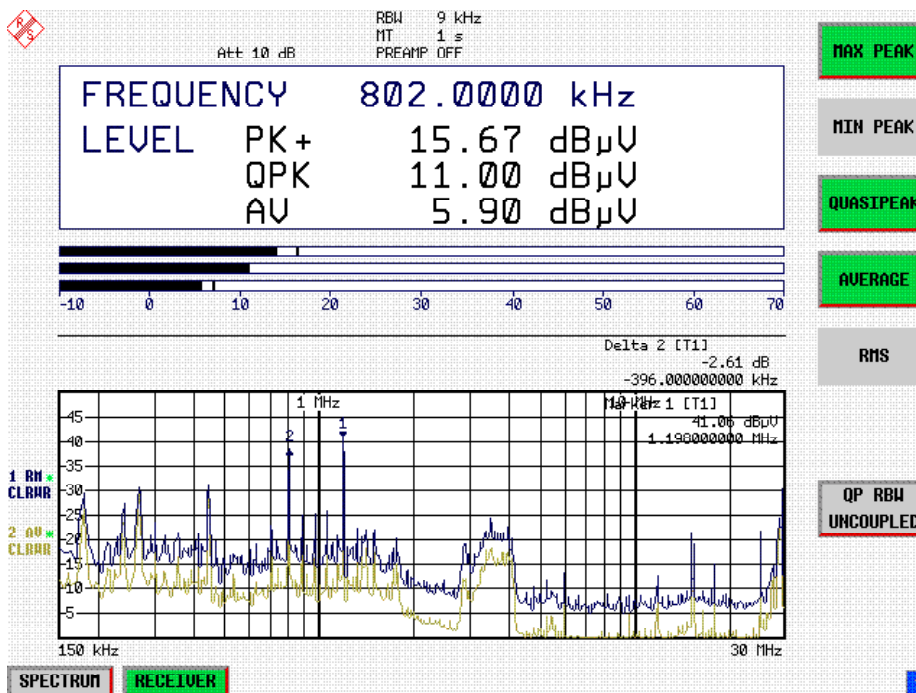 R S
RBW 9 kHz
MT 1 s
Att 10 dB PREAMP OFF
FREQUENCY 802.0000 kHz
LEVEL PK+ 15.67 dBµV
QPK 11.00 dBµV
AV 5.90 dBµV
-10 0 10 20 30 40 50 60 70
Delta 2 [T1]
-2.61 dB
-396.000000000 kHz
1 MHz
Marker 1 [T1]
41.06 dBµV
1.198000000 MHz
45
40
35
30
25
20
15
10
5
2
1
1 RM*
CLRWR
2 AV*
CLRWR
150 kHz 30 MHz
SPECTRUM RECEIVER
MAX PEAK
MIN PEAK
QUASIPEAK
AVERAGE
RMS
QP RBW
UNCOUPLED